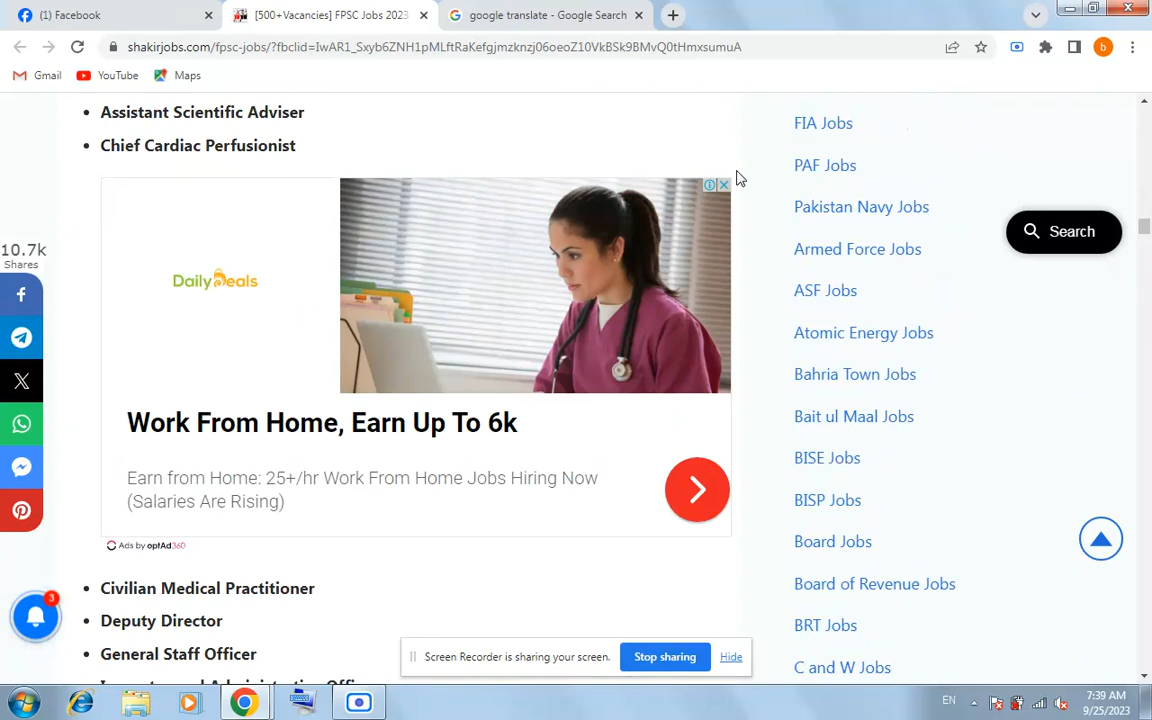 (1) Facebook
[500+Vacancies] FPSC Jobs 2023
google translate - Google Search
shakirjobs.com/fpsc-jobs/?fbclid=IwAR1_Sxyb6ZNH1pMLftRaKefgjmzknzj06oeoZ10VkBSk9BMvQ0tHmxsumuA
b
Gmail
YouTube
Maps
Assistant Scientific Adviser
Chief Cardiac Perfusionist
DailyDeals
Work From Home, Earn Up To 6k
Earn from Home: 25+/hr Work From Home Jobs Hiring Now
(Salaries Are Rising)
Ads by optAd360
Civilian Medical Practitioner
Deputy Director
General Staff Officer
10.7k
Shares
3
FIA Jobs
PAF Jobs
Pakistan Navy Jobs
Armed Force Jobs
ASF Jobs
Atomic Energy Jobs
Bahria Town Jobs
Bait ul Maal Jobs
BISE Jobs
BISP Jobs
Board Jobs
Board of Revenue Jobs
BRT Jobs
C and W Jobs
Search
Screen Recorder is sharing your screen.
Stop sharing
Hide
EN
7:39 AM
9/25/2023